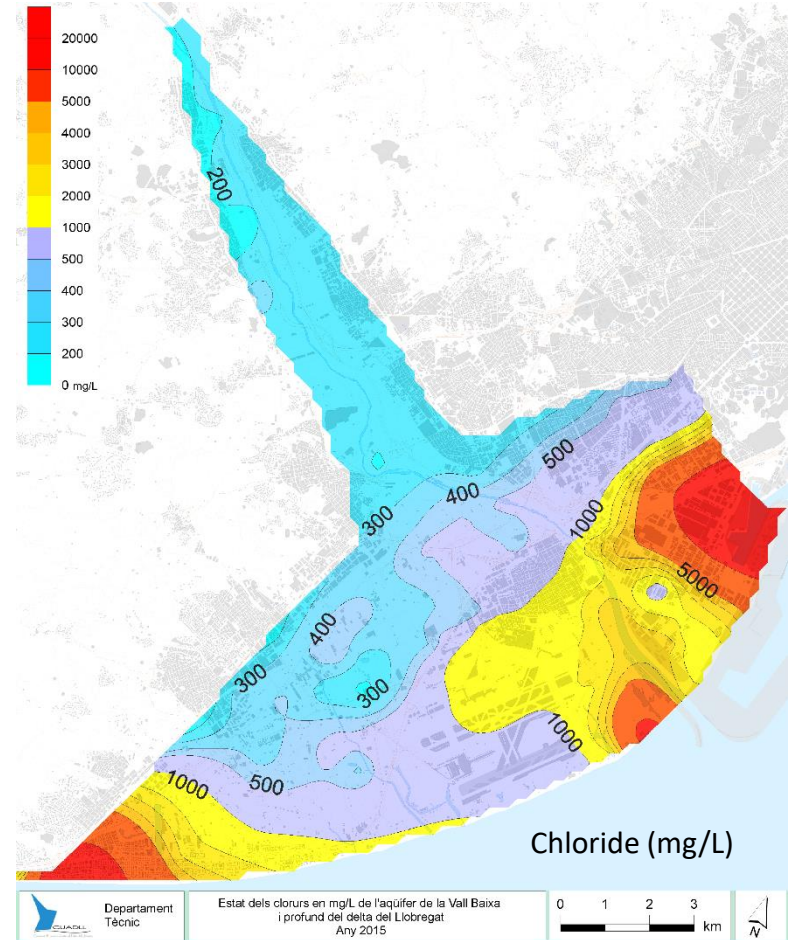 20000
10000
5000
4000
3000
2000
1000
500
400
300
200
0 mg/L
200
500
400
300
1000
5000
400
300
300
1000
1000
500
Chloride (mg/L)
CUADLL
Departament
Tècnic
Estat dels clorurs en mg/L de l'aqüífer de la Vall Baixa
i profund del delta del Llobregat
Any 2015
0 1 2 3
km
N